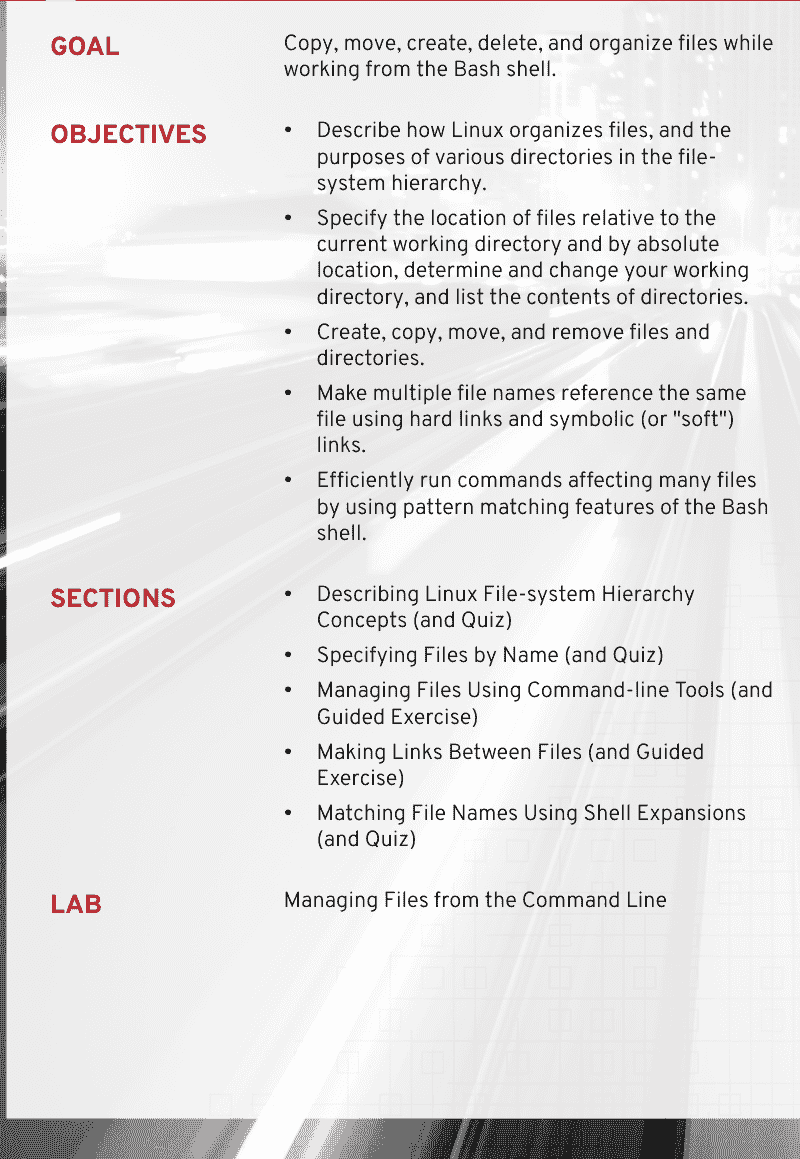 GOAL
Copy, move, create, delete, and organize files while
working from the Bash shell.
OBJECTIVES
• Describe how Linux organizes files, and the
purposes of various directories in the file-
system hierarchy.
• Specify the location of files relative to the
current working directory and by absolute
location, determine and change your working
directory, and list the contents of directories.
• Create, copy, move, and remove files and
directories.
• Make multiple file names reference the same
file using hard links and symbolic (or "soft")
links.
• Efficiently run commands affecting many files
by using pattern matching features of the Bash
shell.
SECTIONS
• Describing Linux File-system Hierarchy
Concepts (and Quiz)
• Specifying Files by Name (and Quiz)
• Managing Files Using Command-line Tools (and
Guided Exercise)
• Making Links Between Files (and Guided
Exercise)
• Matching File Names Using Shell Expansions
(and Quiz)
LAB
Managing Files from the Command Line